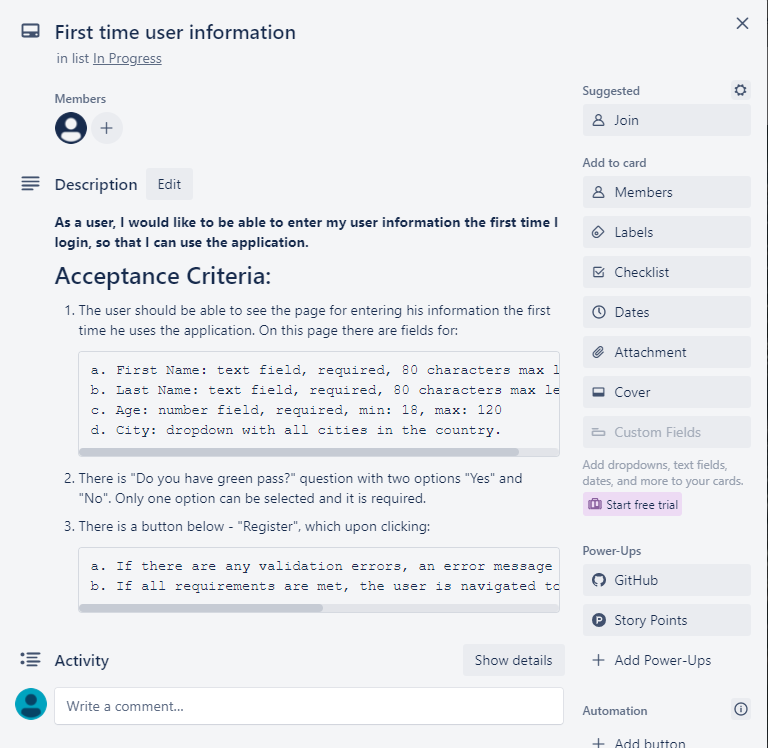 First time user information
in list In Progress
Members
Description
Edit
As a user, I would like to be able to enter my user information the first time I
login, so that I can use the application.
Acceptance Criteria:
1. The user should be able to see the page for entering his information the first
time he uses the application. On this page there are fields for:
a. First Name: text field, required, 80 characters max l
b. Last Name: text field, required, 80 characters max le
c. Age: number field, required, min: 18, max: 120
d. City: dropdown with all cities in the country.
2. There is "Do you have green pass?" question with two options "Yes" and
"No". Only one option can be selected and it is required.
3. There is a button below - "Register", which upon clicking:
a. If there are any validation errors, an error message
b. If all requirements are met, the user is navigated to
Activity
Show details
Write a comment...
Suggested
Join
Add to card
Members
Labels
Checklist
Dates
Attachment
Cover
Custom Fields
Add dropdowns, text fields,
dates, and more to your cards.
Start free trial
Power-Ups
GitHub
Story Points
Add Power-Ups
Automation
Add button